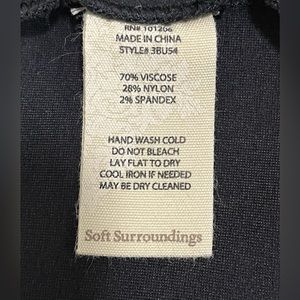 RN# 101266
MADE IN CHINA
STYLE# 3BU54
70% VISCOSE
28% NYLON
2% SPANDEX
HAND WASH COLD
DO NOT BLEACH
LAY FLAT TO DRY
COOL IRON IF NEEDED
MAY BE DRY CLEANED
Soft Surroundings